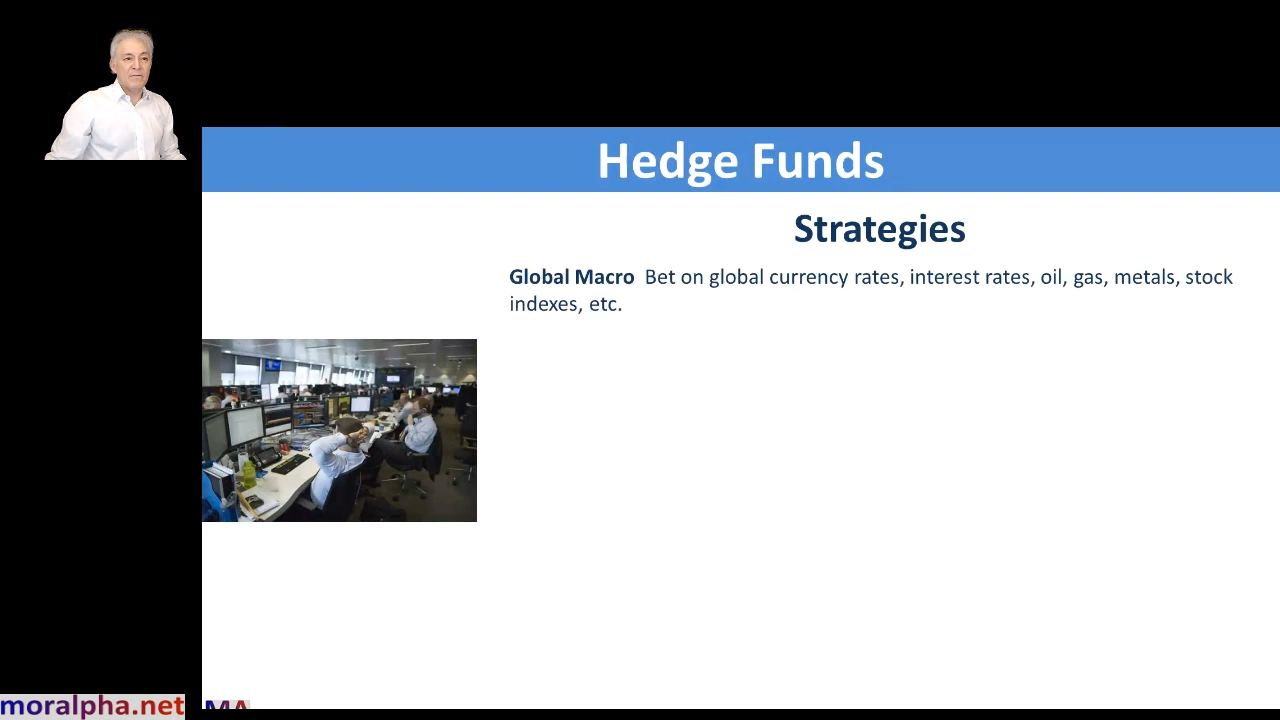 Hedge Funds
Strategies
Global Macro  Bet on global currency rates, interest rates, oil, gas, metals, stock
indexes, etc.
moralpha.net
MA